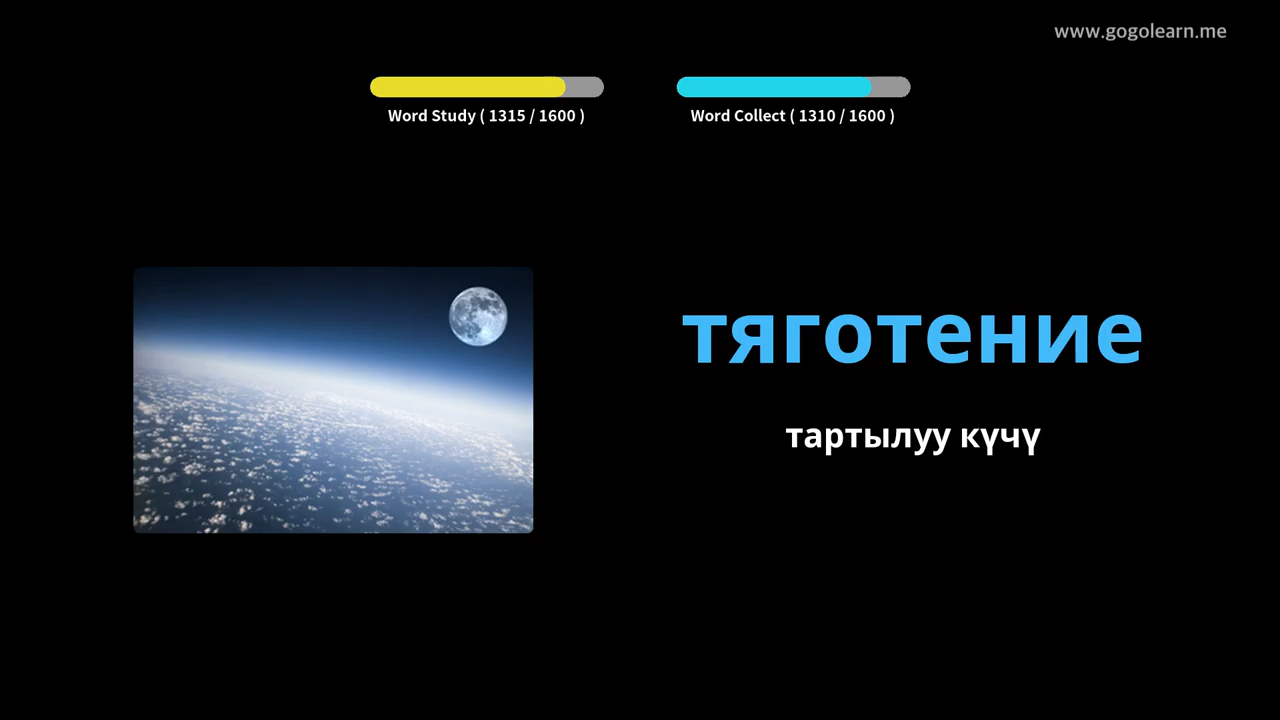 www.gogolearn.me
Word Study ( 1315 / 1600 )
Word Collect ( 1310 / 1600 )
тяготение
тартылуу күчү